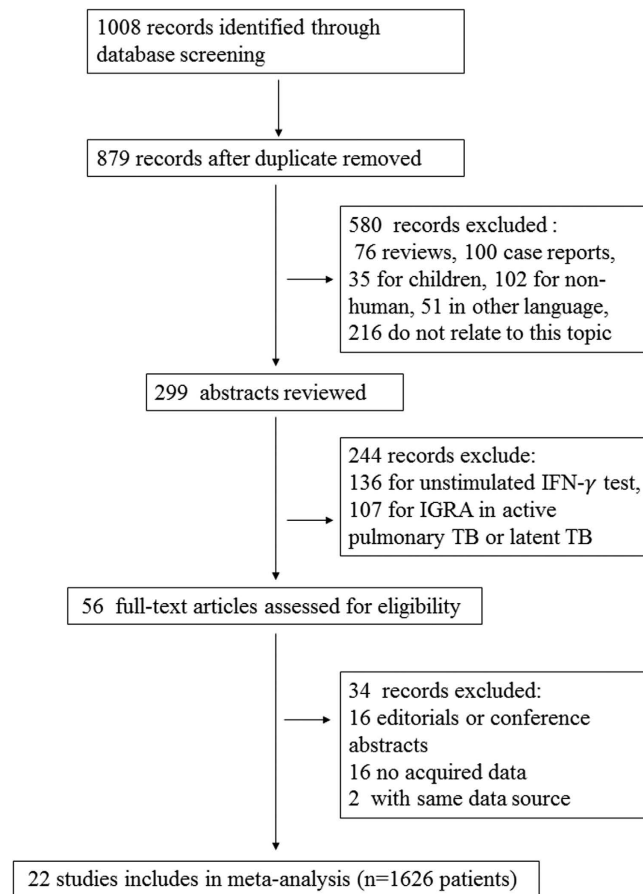 1008 records identified through
database screening
879 records after duplicate removed
580 records excluded :
76 reviews, 100 case reports,
35 for children, 102 for non-
human, 51 in other language,
216 do not relate to this topic
299 abstracts reviewed
244 records exclude:
136 for unstimulated IFN-γ test,
107 for IGRA in active
pulmonary TB or latent TB
56 full-text articles assessed for eligibility
34 records excluded:
16 editorials or conference
abstracts
16 no acquired data
2 with same data source
22 studies includes in meta-analysis (n=1626 patients)